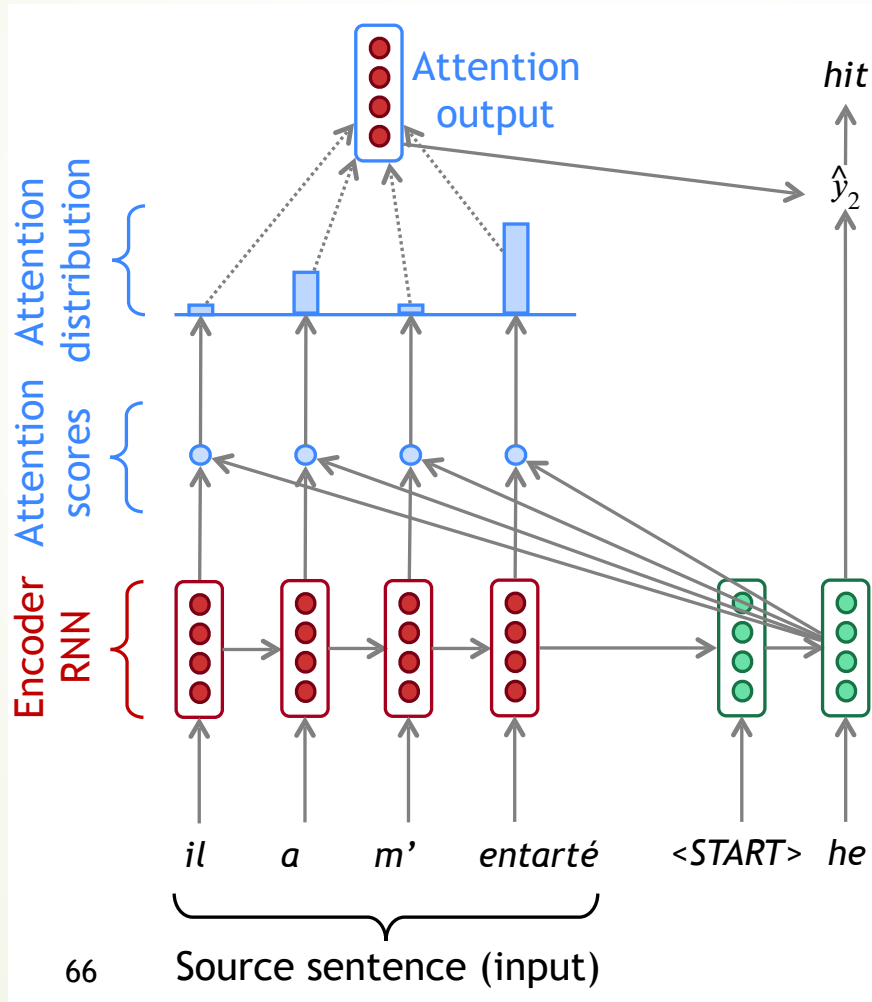 Attention
output
hit
ŷ₂
Attention
distribution
Attention
scores
Encoder
RNN
il a m’ entarté <START> he
Source sentence (input)
66